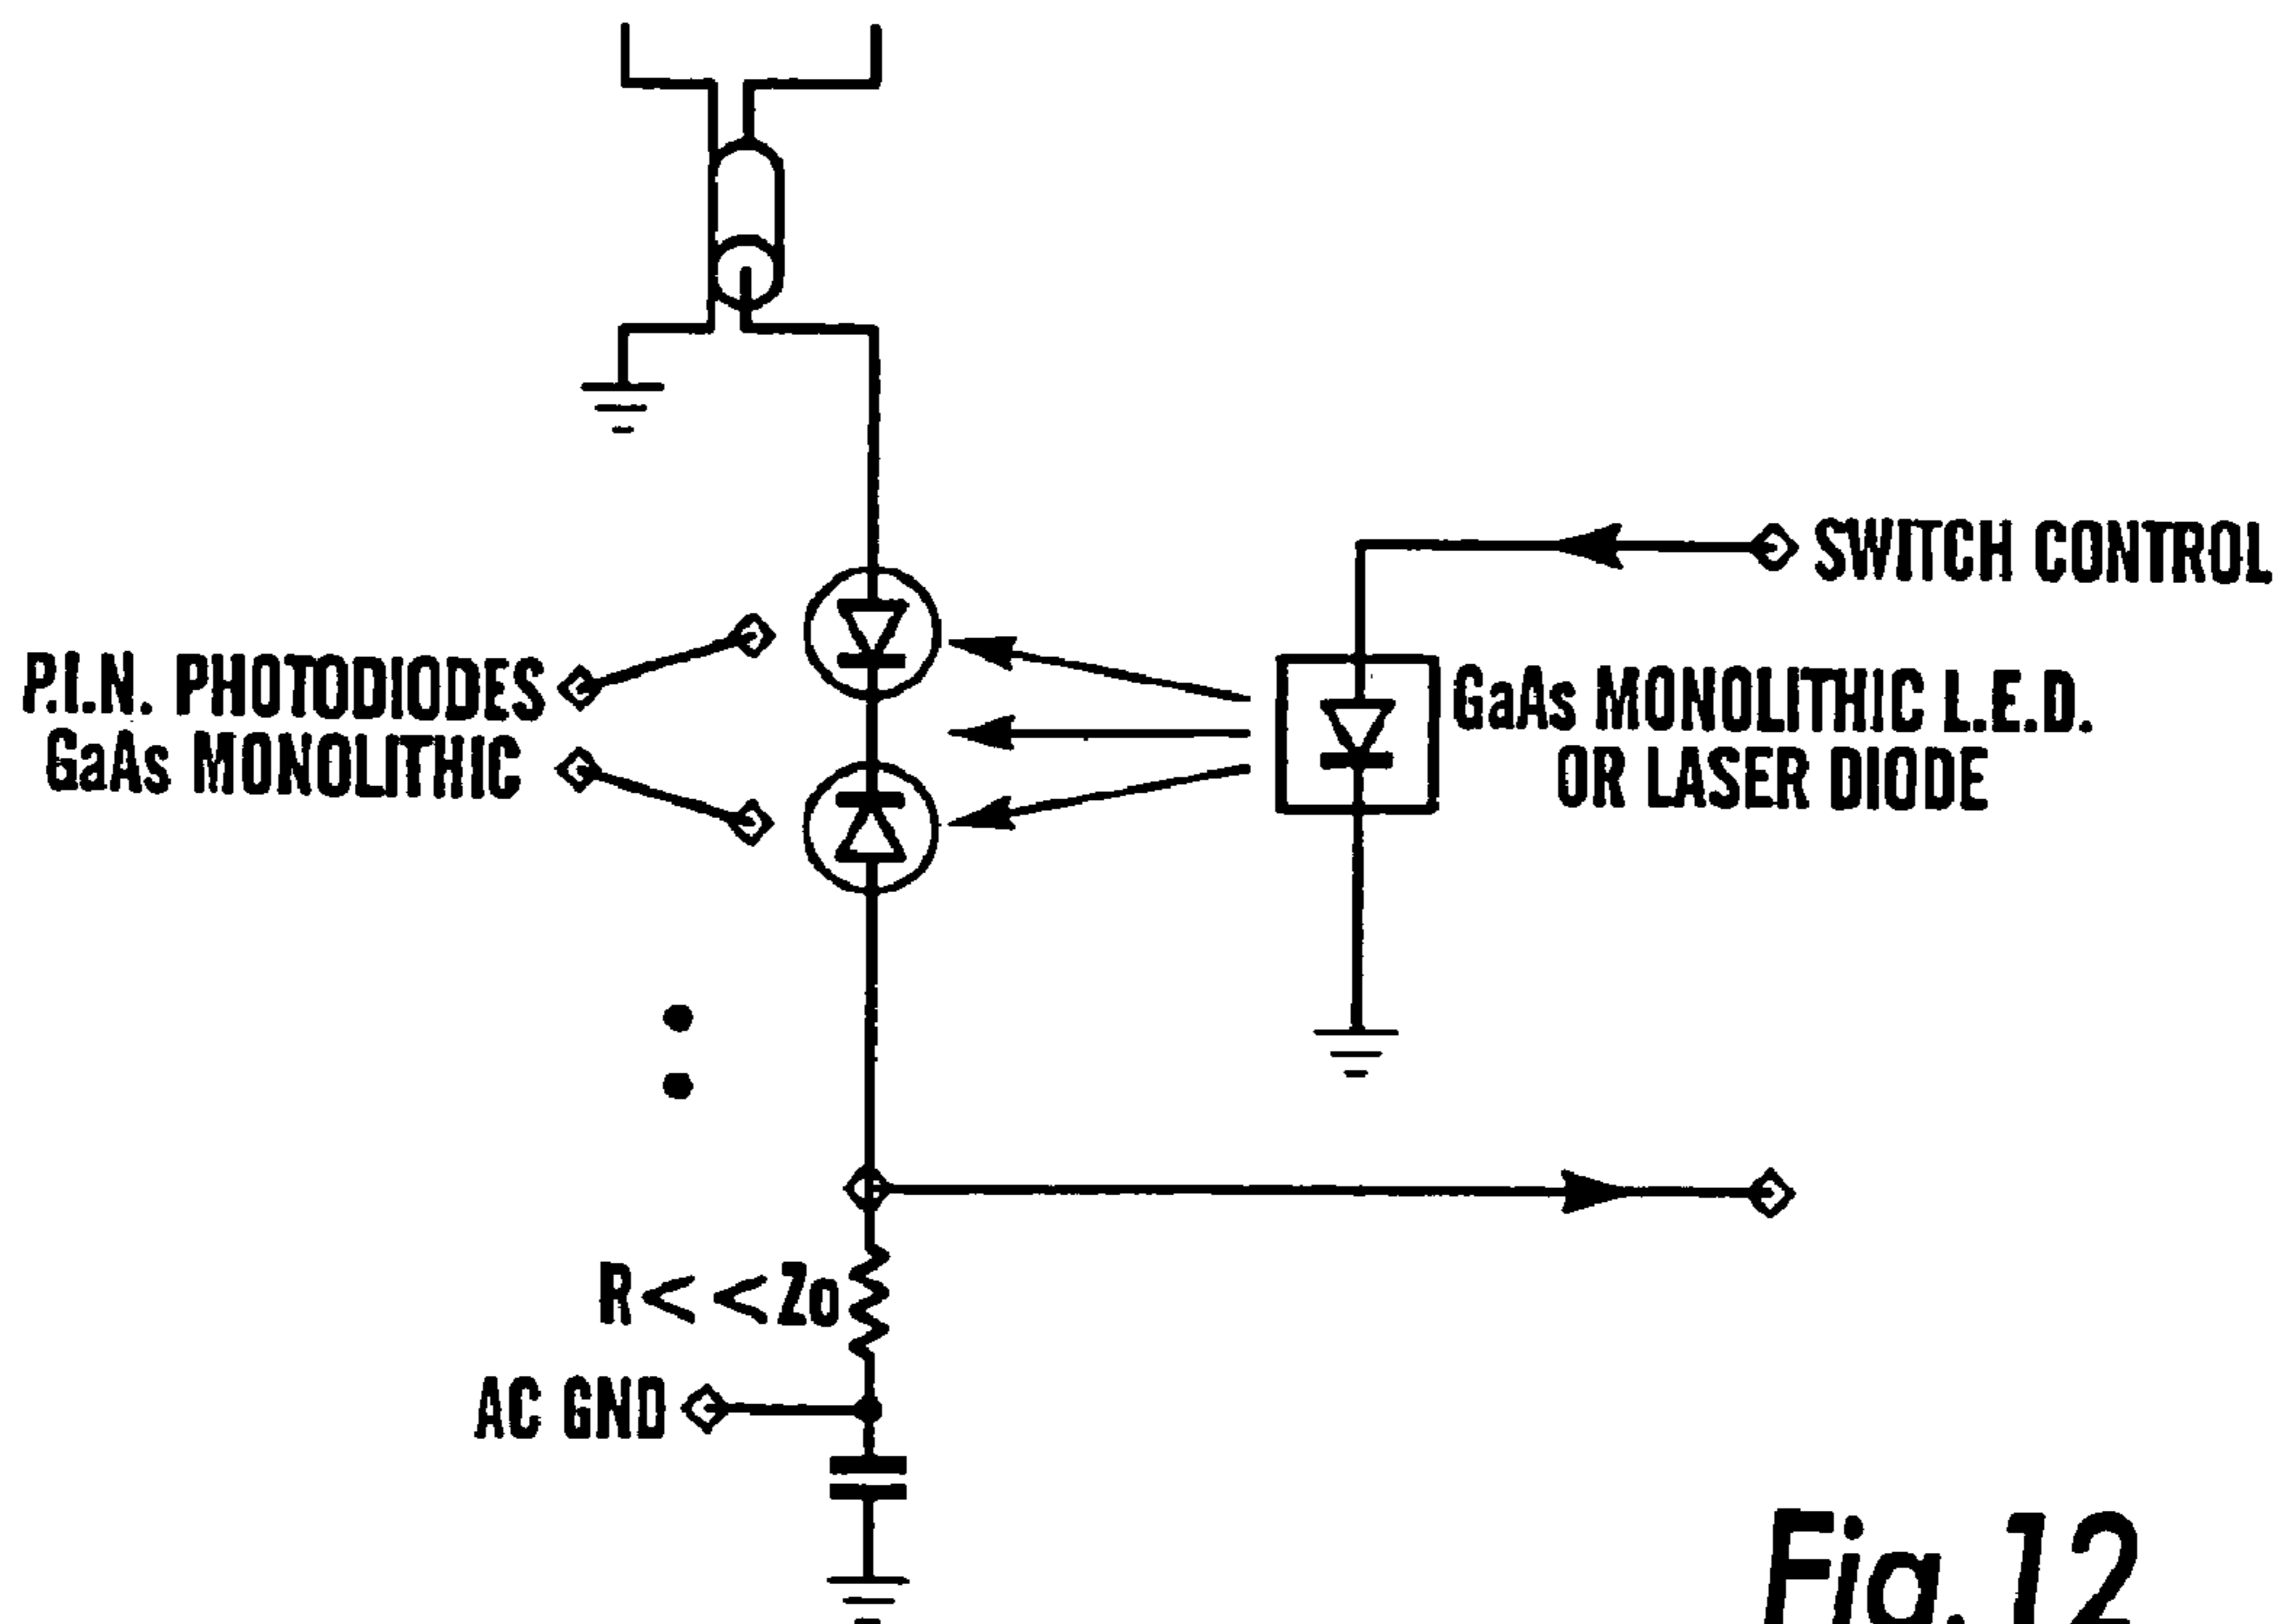 SWITCH CONTROL
P.I.N. PHOTODIODES
GaAs MONOLITHIC
GaAs MONOLITHIC L.E.D.
OR LASER DIODE
R<<Zo
AC GND
Fig. 12